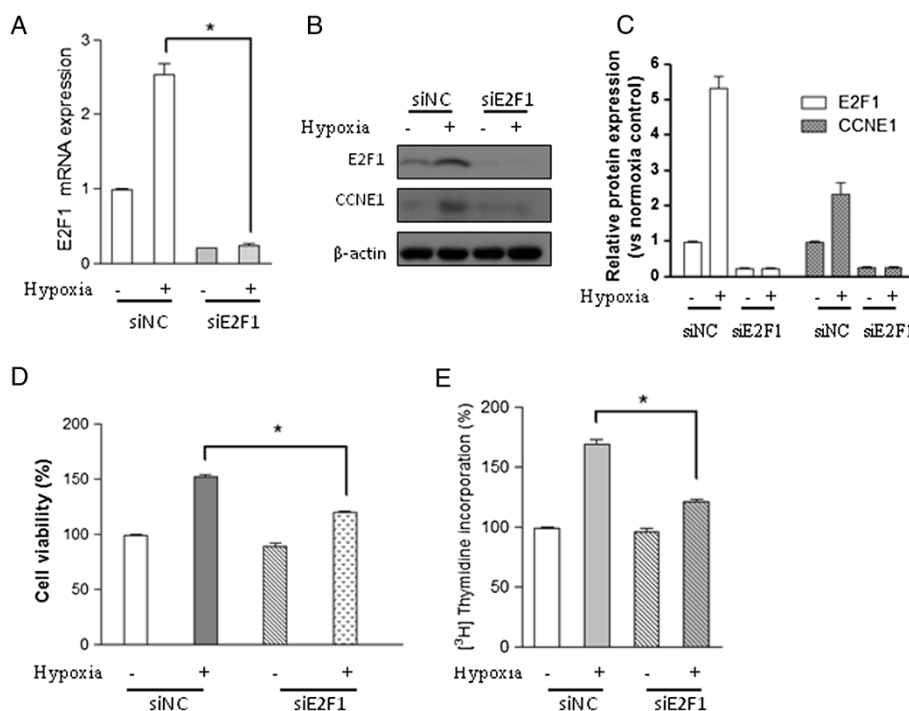 A
E2F1 mRNA expression
3
2
1
0
*
Hypoxia - + - +
siNC siE2F1
B
siNC siE2F1
Hypoxia - + - +
E2F1
CCNE1
β-actin
C
Relative protein expression
(vs normoxia control)
6
5
4
3
2
1
0
E2F1
CCNE1
Hypoxia - + - + - + - +
siNC siE2F1 siNC siE2F1
D
Cell viability (%)
200
150
100
50
0
*
Hypoxia - + - +
siNC siE2F1
E
[³H] Thymidine incorporation (%)
200
150
100
50
0
*
Hypoxia - + - +
siNC siE2F1